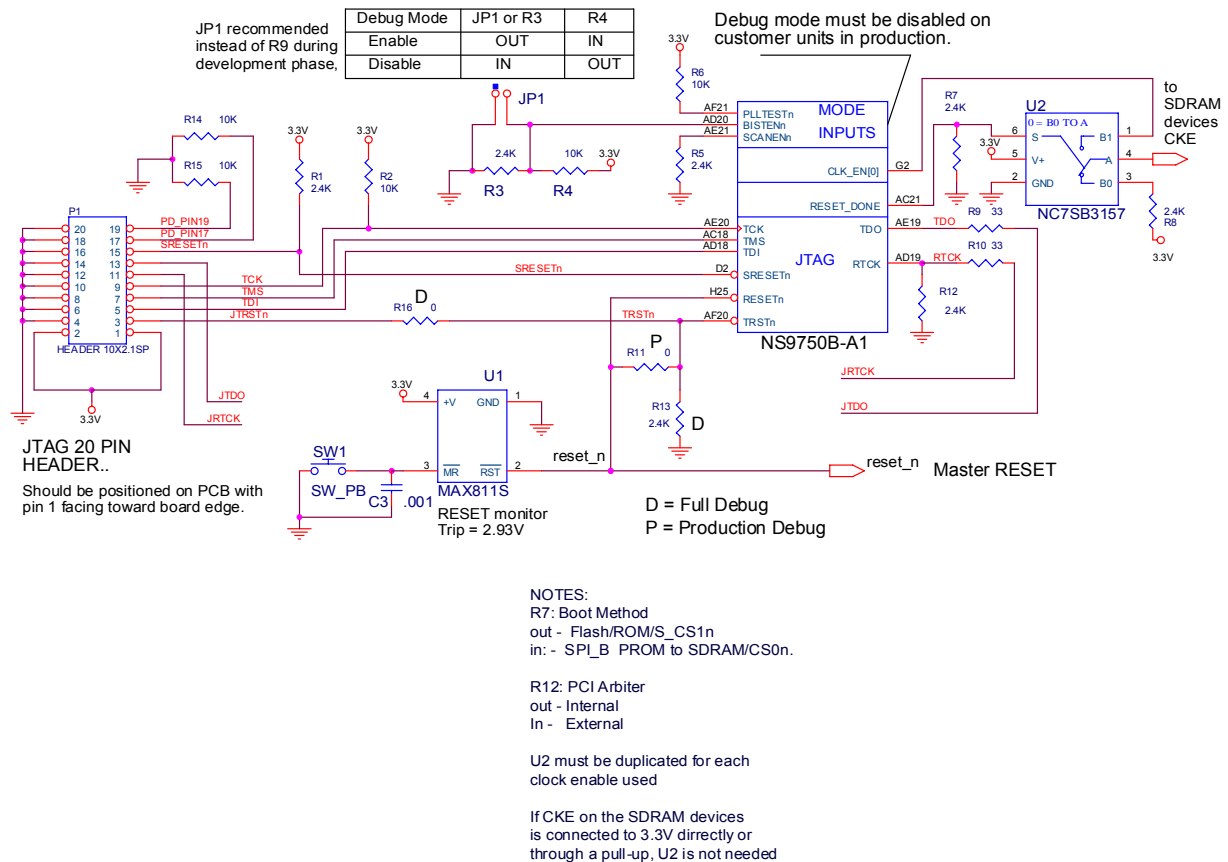 JP1 recommended
instead of R9 during
development phase,
Debug Mode JP1 or R3 R4
Enable OUT IN
Disable IN OUT
Debug mode must be disabled on
customer units in production.
JP1
R3
2.4K
R4
10K
3.3V
R14 10K
R15 10K
3.3V
R1
2.4K
3.3V
R2
10K
3.3V
R6
10K
R5
2.4K
AF21
AD20
AE21
PLLTESTn
BISTENn
SCANENn
MODE
INPUTS
CLK_EN[0]
G2
RESET_DONE
AC21
AE20
AC18
AD18
TCK
TMS
TDI
TDO
AE19
TDO
R9 33
R10 33
JTAG
RTCK
AD19
RTCK
D2
SRESETn
H25
RESETn
AF20
TRSTn
NS9750B-A1
R12
2.4K
R7
2.4K
U2
0 = B0 TO A
6
S
B1
1
3.3V
5
V+
A
4
2
GND
B0
3
NC7SB3157
to
SDRAM
devices
CKE
2.4K
R8
3.3V
P1
20 19
18 17
16 15
14 13
12 11
10 9
8 7
6 5
4 3
2 1
HEADER 10X2.1SP
PD_PIN19
PD_PIN17
SRESETn
TCK
TMS
TDI
JTRSTn
SRESETn
D
R16 0
TRSTn
P
R11 0
R13
2.4K
D
JRTCK
JTDO
JTDO
JRTCK
3.3V
JTAG 20 PIN
HEADER..
Should be positioned on PCB with
pin 1 facing toward board edge.
U1
3.3V
4
+V
GND
1
3
MR
RST
2
MAX811S
RESET monitor
Trip = 2.93V
SW1
SW_PB
C3
.001
reset_n
reset_n
Master RESET
D = Full Debug
P = Production Debug
NOTES:
R7: Boot Method
out - Flash/ROM/S_CS1n
in: - SPI_B PROM to SDRAM/CS0n.
R12: PCI Arbiter
out - Internal
In - External
U2 must be duplicated for each
clock enable used
If CKE on the SDRAM devices
is connected to 3.3V dirrectly or
through a pull-up, U2 is not needed